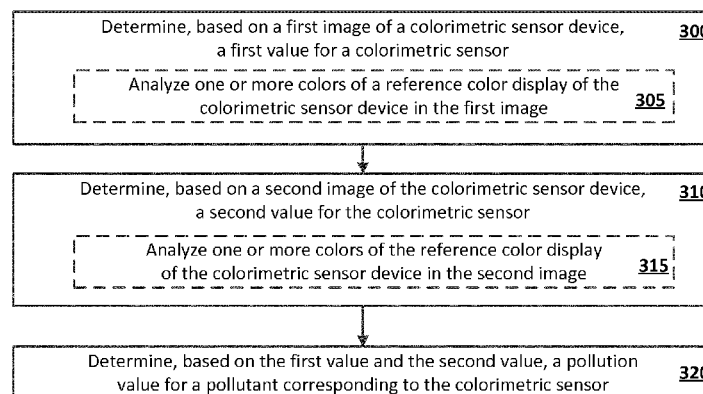 Determine, based on a first image of a colorimetric sensor device,
300
a first value for a colorimetric sensor
Analyze one or more colors of a reference color display of the
colorimetric sensor device in the first image
305
Determine, based on a second image of the colorimetric sensor device,
310
a second value for the colorimetric sensor
Analyze one or more colors of the reference color display
of the colorimetric sensor device in the second image
315
Determine, based on the first value and the second value, a pollution
value for a pollutant corresponding to the colorimetric sensor
320